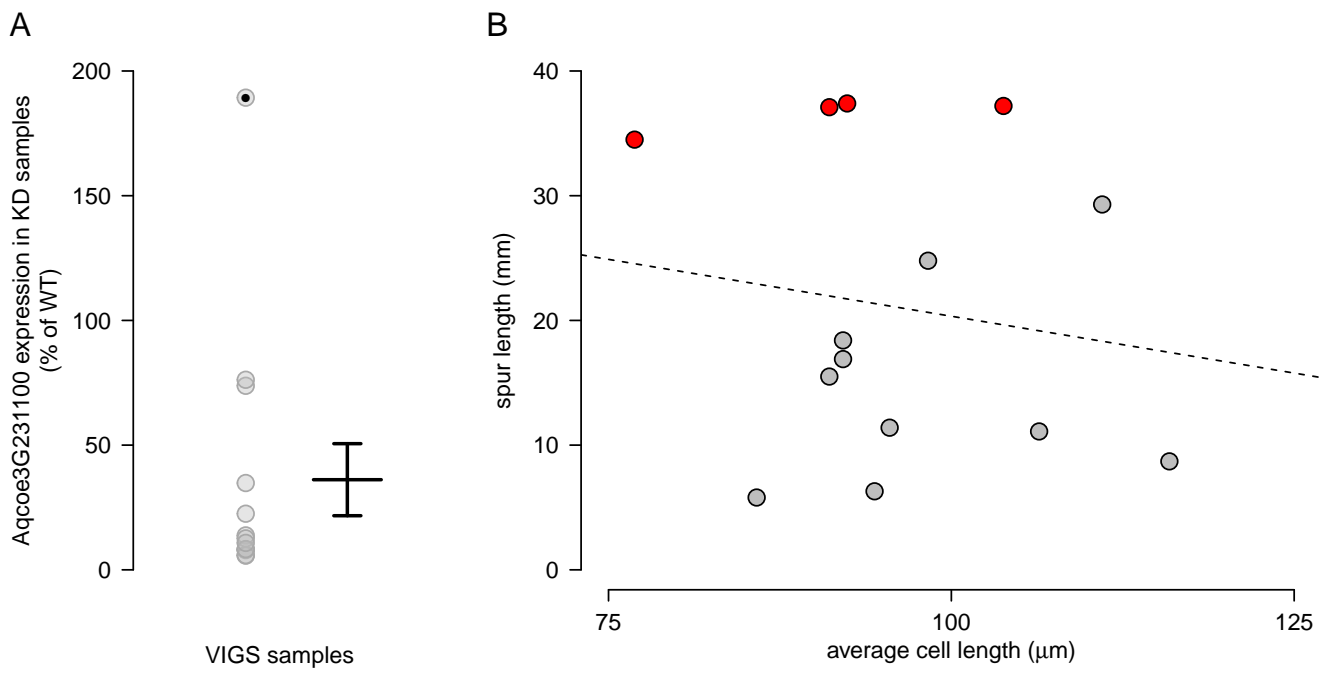 A
Aqcoe3G231100 expression in KD samples
(% of WT)
200
150
100
50
0
VIGS samples
B
spur length (mm)
40
30
20
10
0
75
100
125
average cell length (μm)